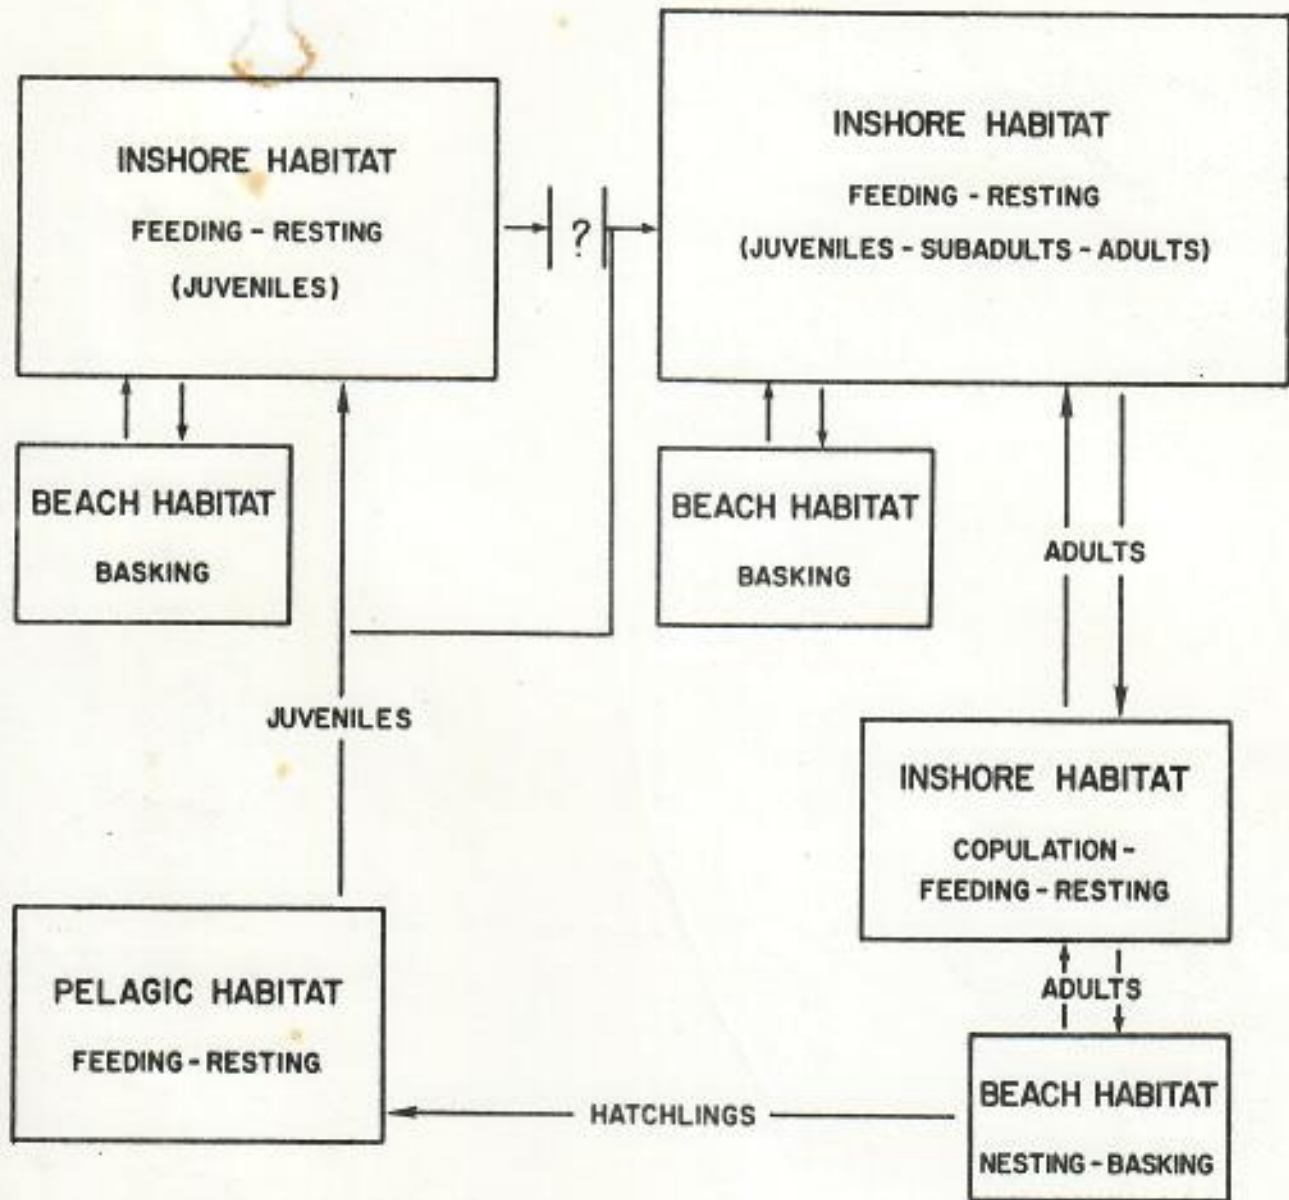 INSHORE HABITAT
FEEDING - RESTING
(JUVENILES)
?
INSHORE HABITAT
FEEDING - RESTING
(JUVENILES - SUBADULTS - ADULTS)
BEACH HABITAT
BASKING
BEACH HABITAT
BASKING
ADULTS
JUVENILES
INSHORE HABITAT
COPULATION -
FEEDING - RESTING
PELAGIC HABITAT
FEEDING - RESTING
ADULTS
HATCHLINGS
BEACH HABITAT
NESTING - BASKING